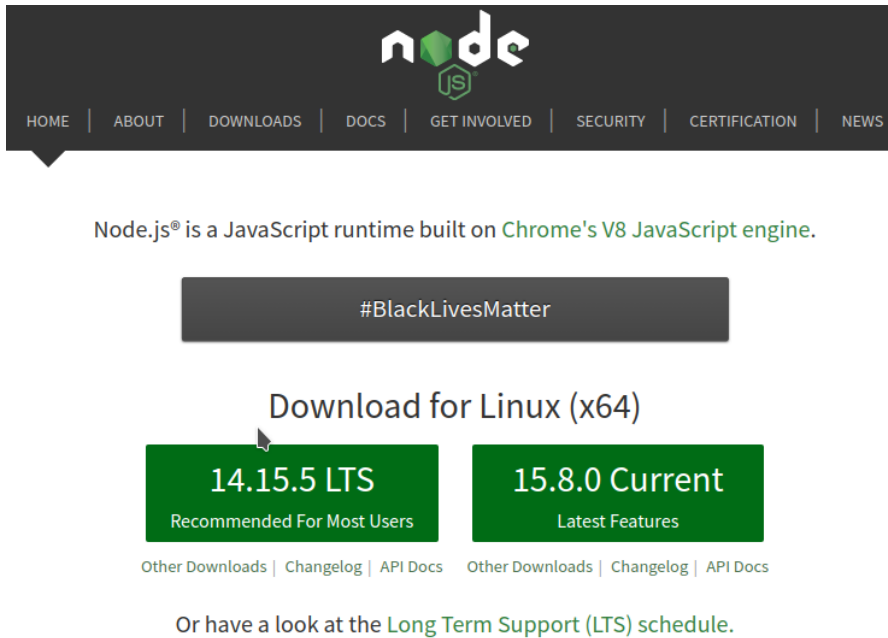 node
JS®
HOME | ABOUT | DOWNLOADS | DOCS | GET INVOLVED | SECURITY | CERTIFICATION | NEWS
Node.js® is a JavaScript runtime built on Chrome's V8 JavaScript engine.
#BlackLivesMatter
Download for Linux (x64)
14.15.5 LTS 15.8.0 Current
Recommended For Most Users Latest Features
Other Downloads | Changelog | API Docs Other Downloads | Changelog | API Docs
Or have a look at the Long Term Support (LTS) schedule.